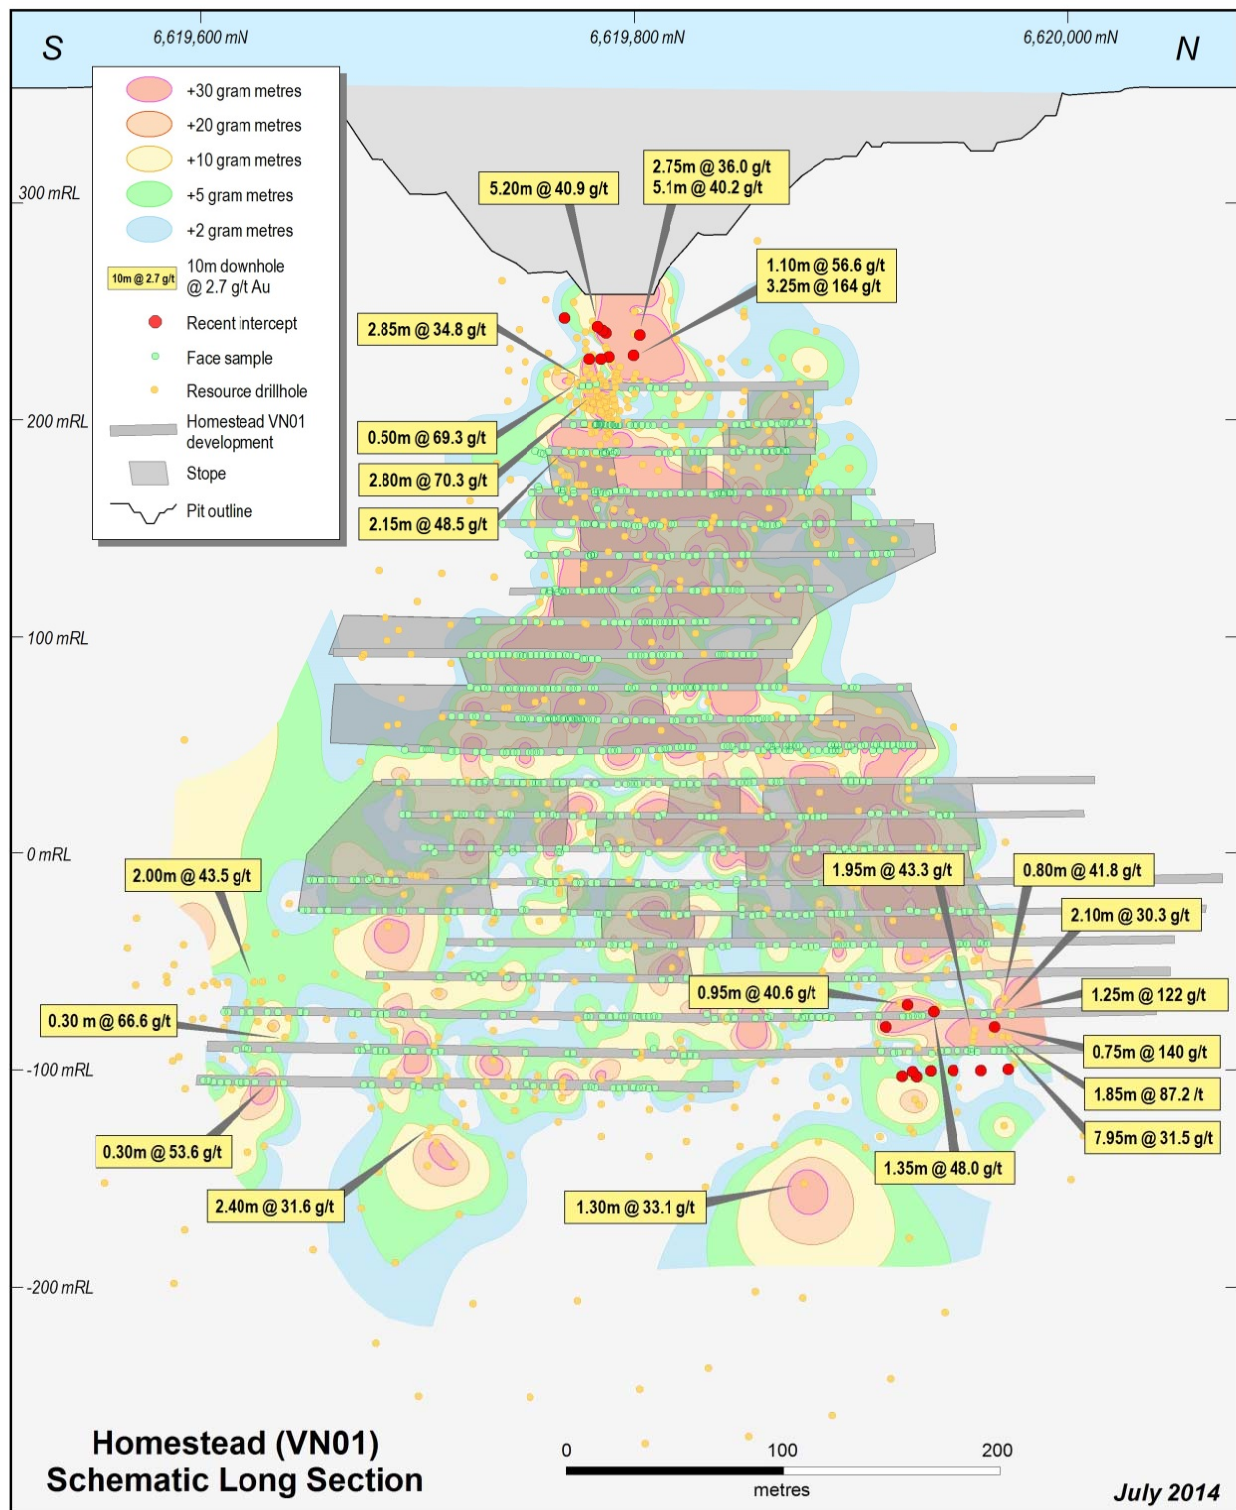 S
6,619,600 mN
6,619,800 mN
6,620,000 mN
N
+30 gram metres
+20 gram metres
+10 gram metres
+5 gram metres
+2 gram metres
10m @ 2.7 g/t
10m downhole
@ 2.7 g/t Au
Recent intercept
Face sample
Resource drillhole
Homestead VN01
development
Stope
Pit outline
300 mRL
200 mRL
100 mRL
0 mRL
-100 mRL
-200 mRL
5.20m @ 40.9 g/t
2.75m @ 36.0 g/t
5.1m @ 40.2 g/t
1.10m @ 56.6 g/t
3.25m @ 164 g/t
2.85m @ 34.8 g/t
0.50m @ 69.3 g/t
2.80m @ 70.3 g/t
2.15m @ 48.5 g/t
2.00m @ 43.5 g/t
1.95m @ 43.3 g/t
0.80m @ 41.8 g/t
2.10m @ 30.3 g/t
0.95m @ 40.6 g/t
1.25m @ 122 g/t
0.30 m @ 66.6 g/t
0.75m @ 140 g/t
1.85m @ 87.2 /t
7.95m @ 31.5 g/t
0.30m @ 53.6 g/t
1.35m @ 48.0 g/t
2.40m @ 31.6 g/t
1.30m @ 33.1 g/t
Homestead (VN01)
Schematic Long Section
0
100
200
metres
July 2014